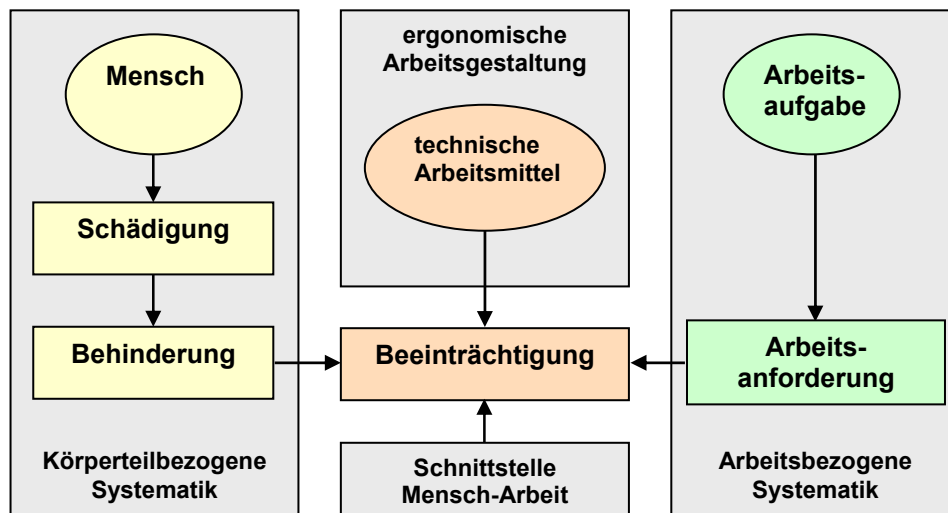 Mensch
Schädigung
Behinderung
Körperteilbezogene
Systematik
ergonomische
Arbeitsgestaltung
technische
Arbeitsmittel
Beeinträchtigung
Schnittstelle
Mensch-Arbeit
Arbeits-
aufgabe
Arbeits-
anforderung
Arbeitsbezogene
Systematik